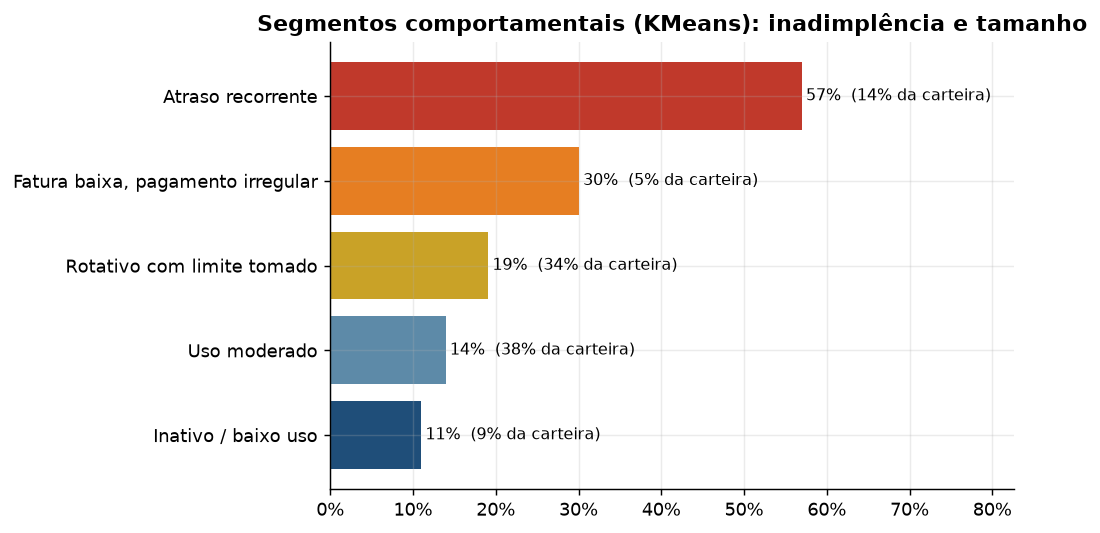 Segmentos comportamentais (KMeans): inadimplência e tamanho
Atraso recorrente
57%  (14% da carteira)
Fatura baixa, pagamento irregular
30%  (5% da carteira)
Rotativo com limite tomado
19%  (34% da carteira)
Uso moderado
14%  (38% da carteira)
Inativo / baixo uso
11%  (9% da carteira)
0% 10% 20% 30% 40% 50% 60% 70% 80%